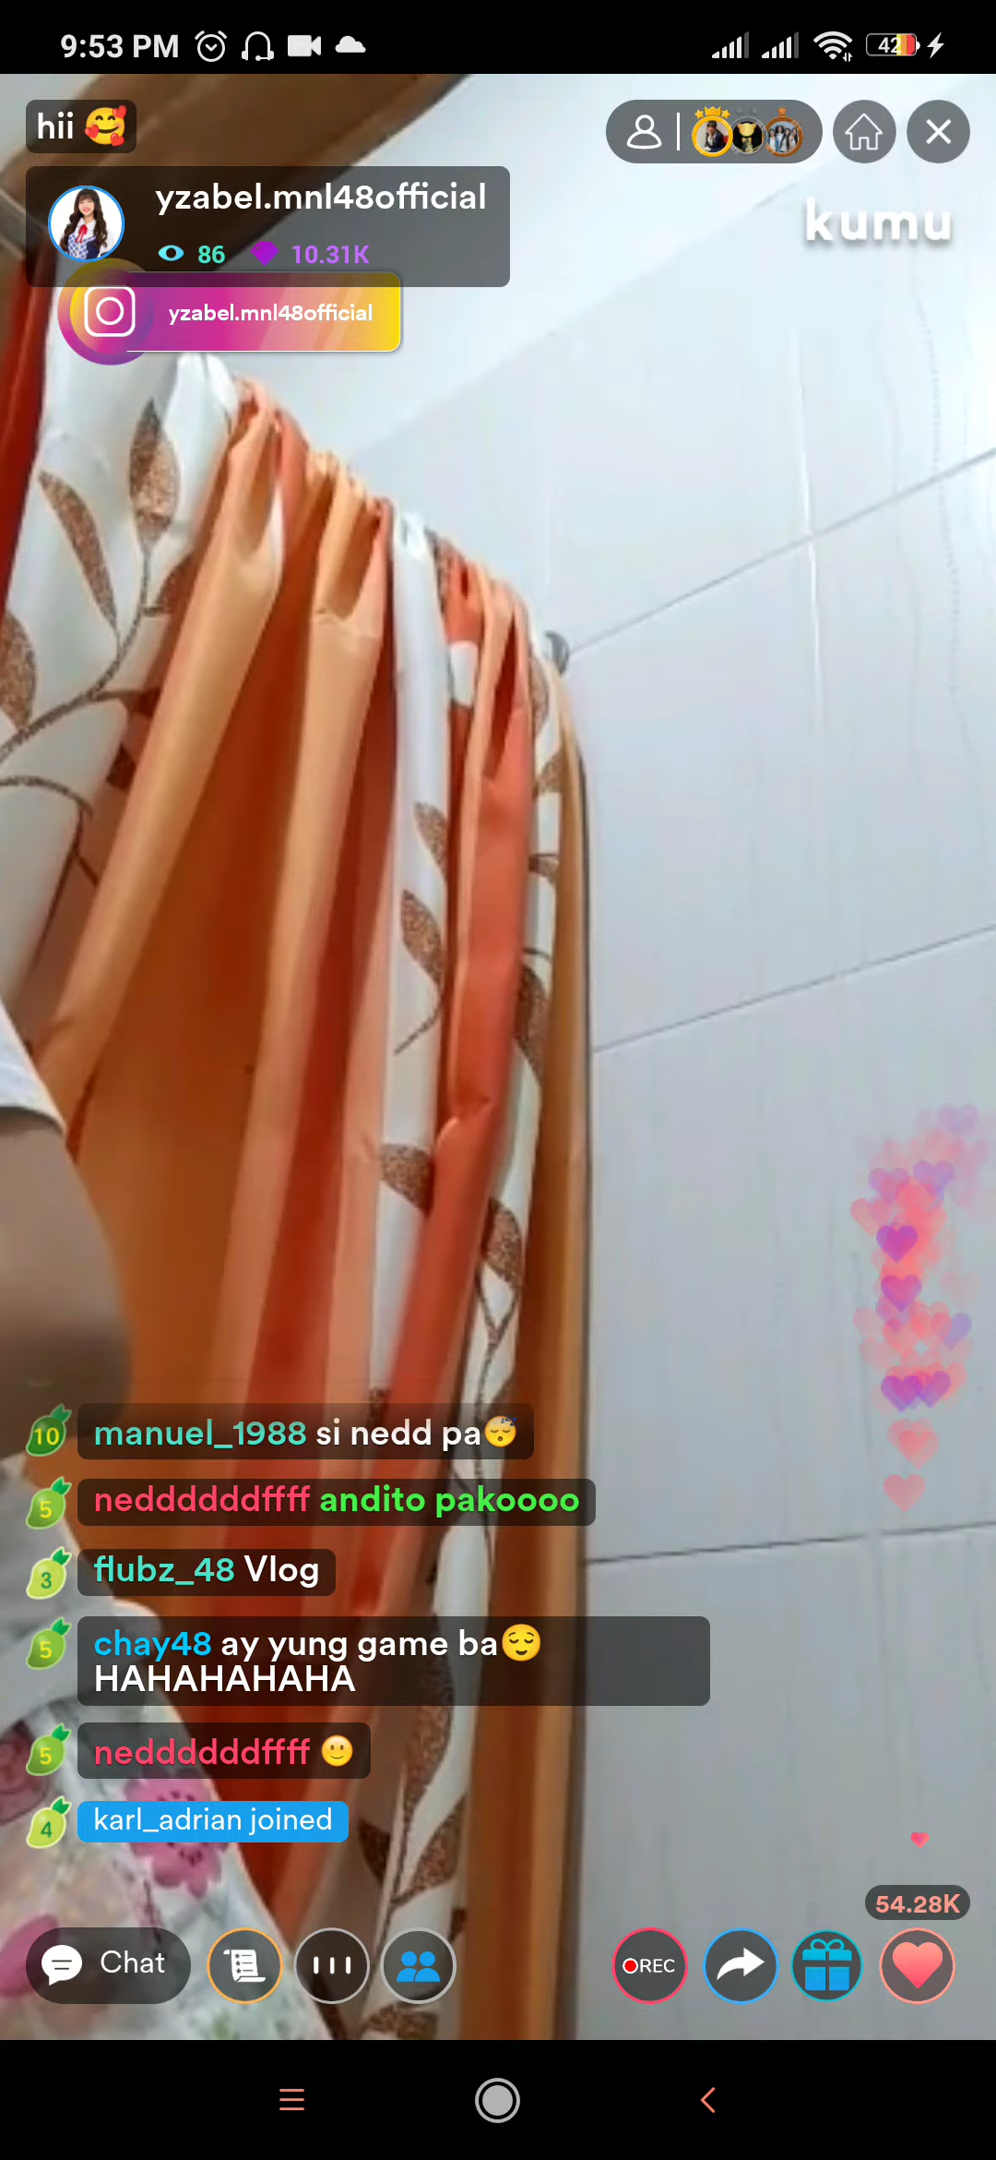 9:53 PM
42
hii 🥰
yzabel.mnl48official
86 10.31K
kumu
yzabel.mnl48official
10 manuel_1988 si nedd pa😴
5 neddddddffff andito pakoooo
3 flubz_48 Vlog
5 chay48 ay yung game ba😌
HAHAHAHAHA
5 neddddddffff 🙂
4 karl_adrian joined
54.28K
Chat
REC